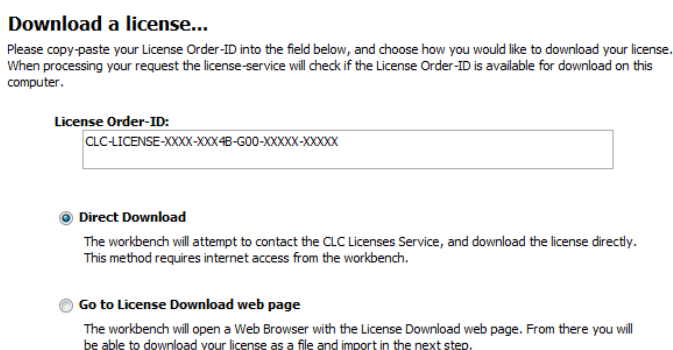 Download a license...
Please copy-paste your License Order-ID into the field below, and choose how you would like to download your license.
When processing your request the license-service will check if the License Order-ID is available for download on this
computer.
License Order-ID:
CLC-LICENSE-XXXX-XXX4B-G00-XXXXX-XXXXX
Direct Download
The workbench will attempt to contact the CLC Licenses Service, and download the license directly.
This method requires internet access from the workbench.
Go to License Download web page
The workbench will open a Web Browser with the License Download web page. From there you will
be able to download your license as a file and import in the next step.